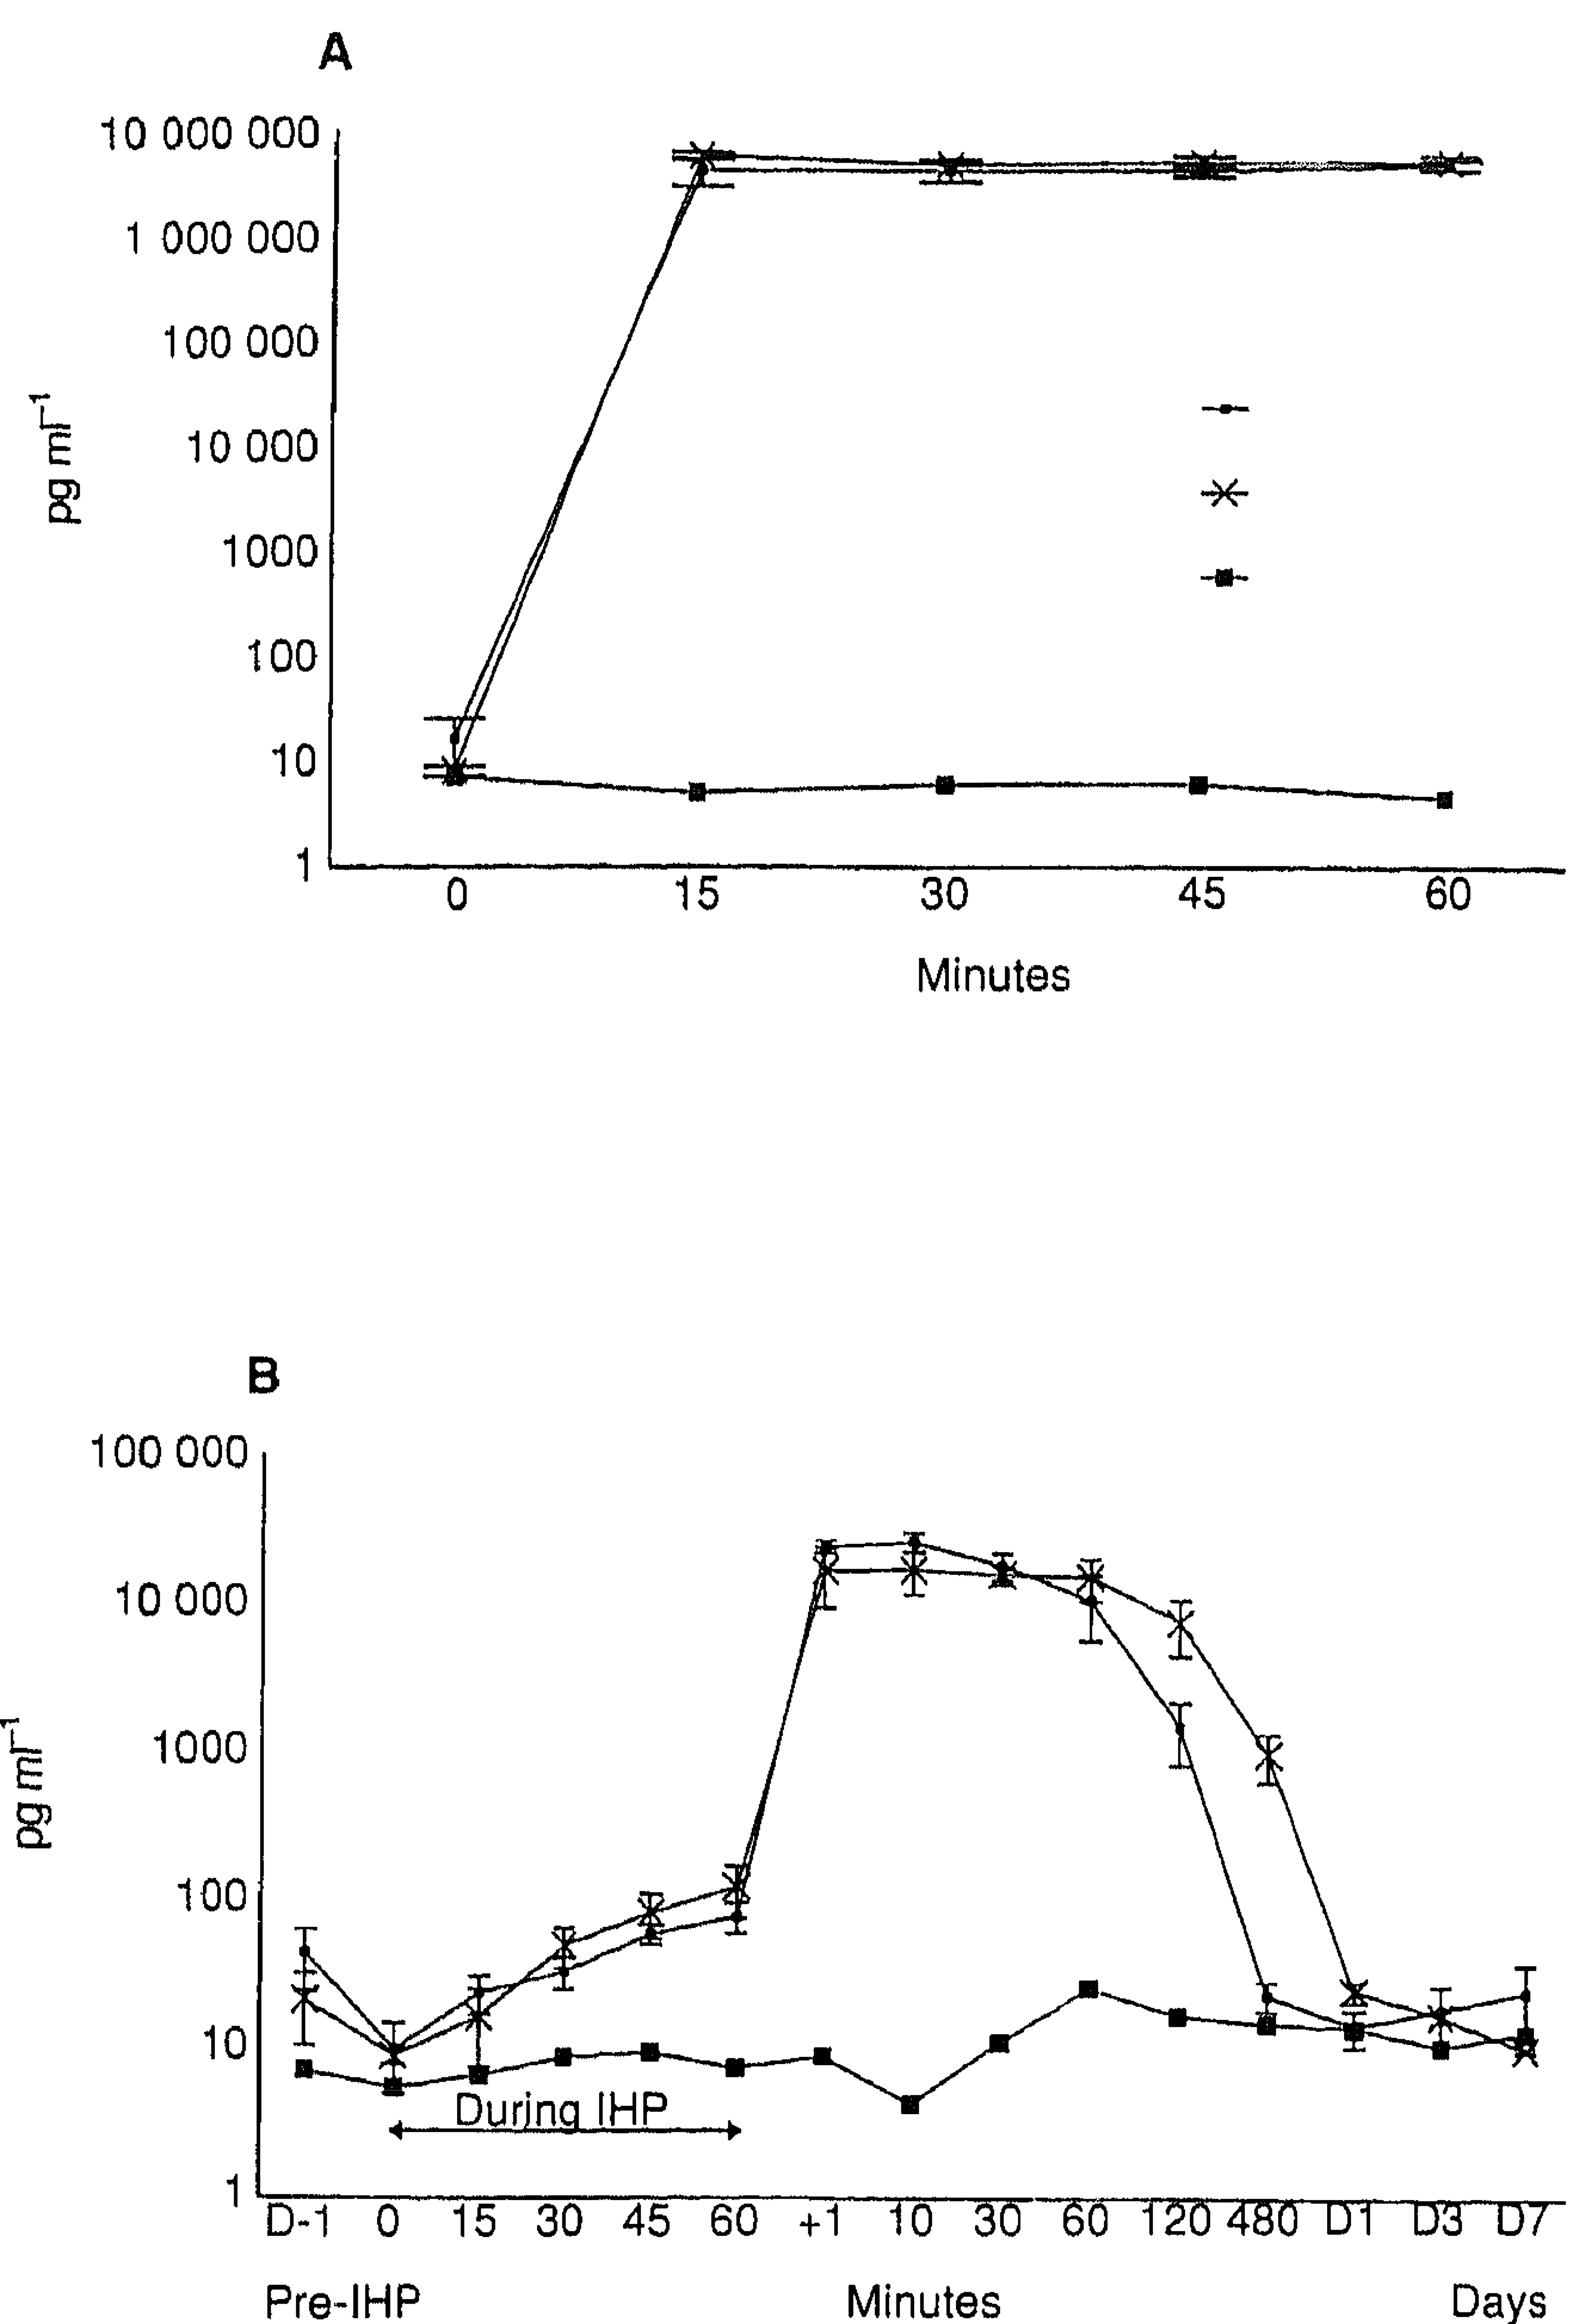 A
10 000 000
1 000 000
100 000
10 000
1000
100
10
1
pg ml⁻¹
0 15 30 45 60
Minutes
B
100 000
10 000
1000
100
10
1
pg ml⁻¹
During IHP
D-1 0 15 30 45 60 +1 10 30 60 120 480 D1 D3 D7
Pre-IHP Minutes Days